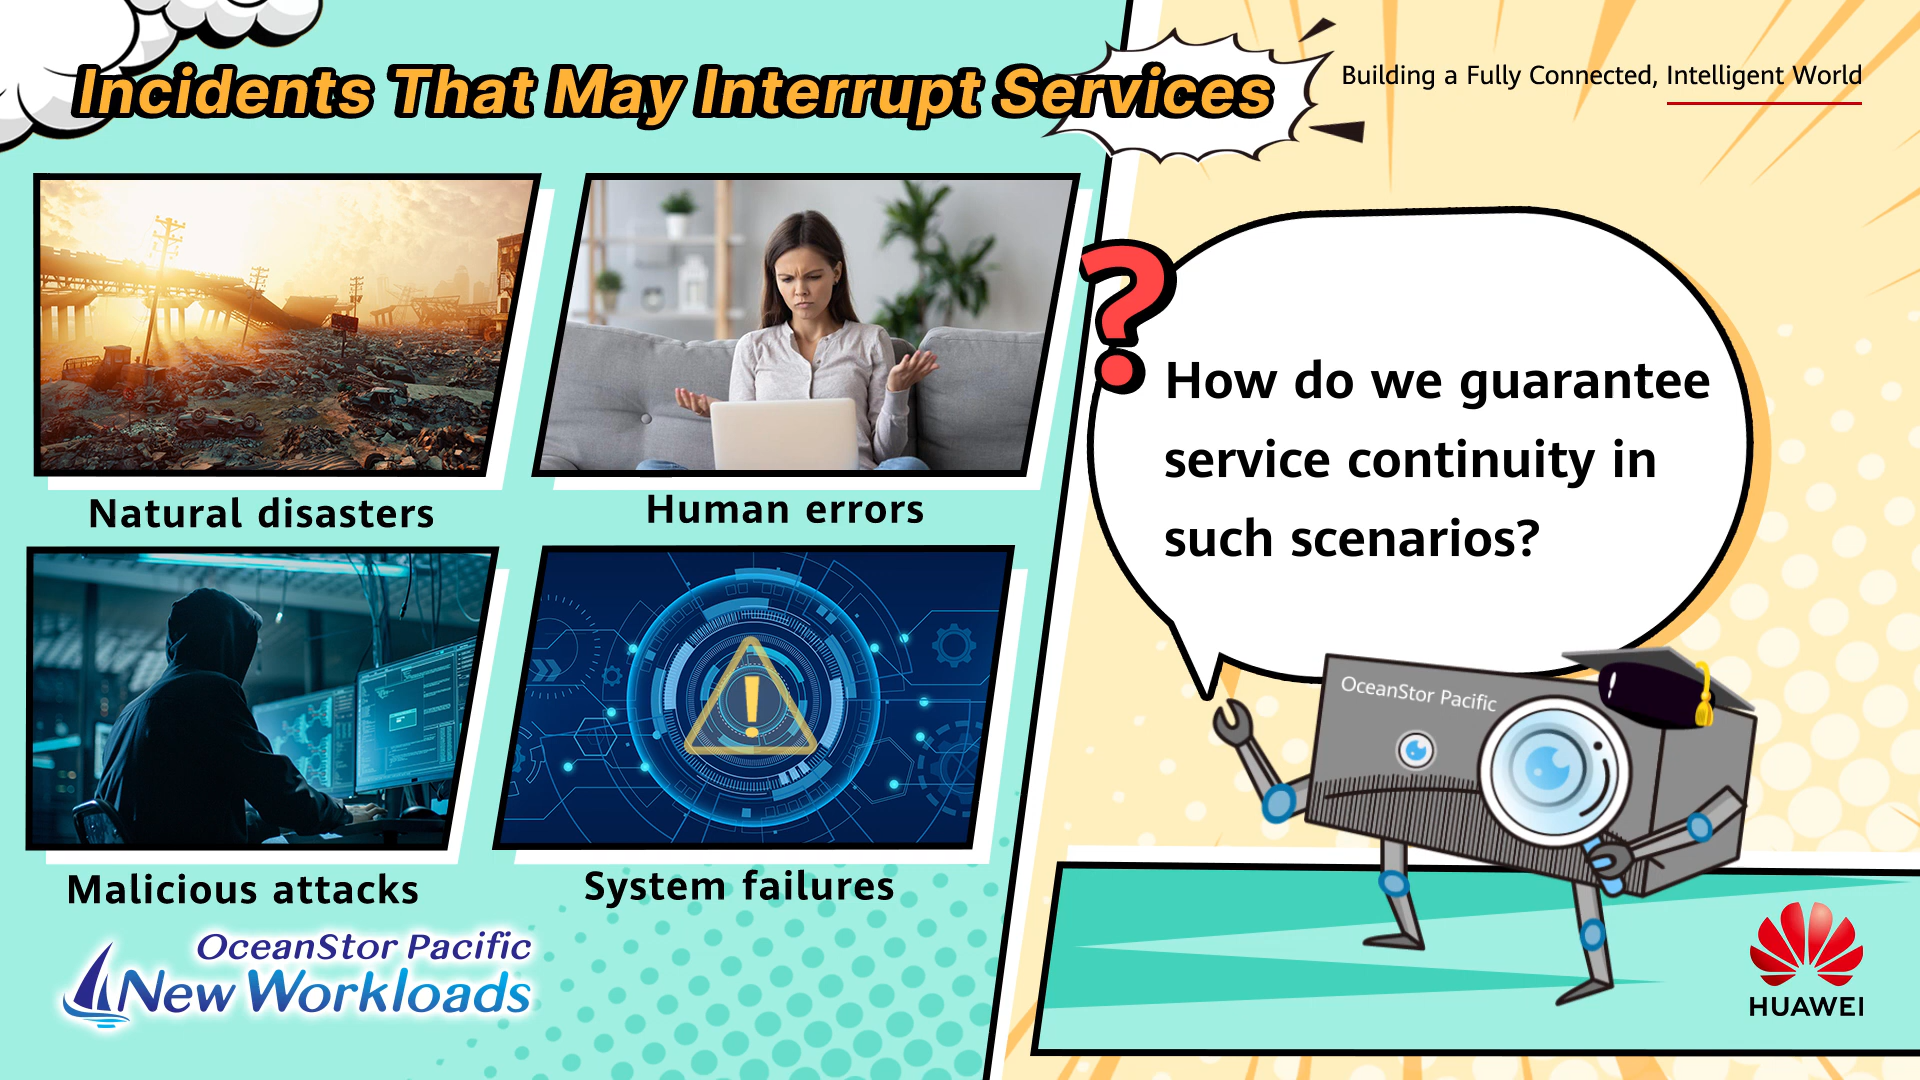 Incidents That May Interrupt Services
Building a Fully Connected, Intelligent World
Natural disasters
Human errors
Malicious attacks
System failures
?
How do we guarantee
service continuity in
such scenarios?
OceanStor Pacific
OceanStor Pacific
New Workloads
HUAWEI